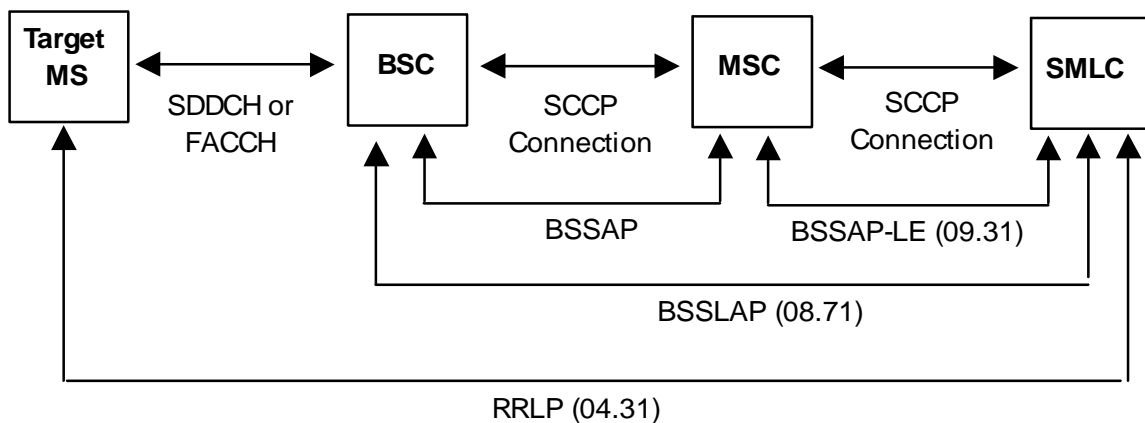 Target
MS
BSC
MSC
SMLC
SDDCH or
FACCH
SCCP
Connection
SCCP
Connection
BSSAP
BSSAP-LE (09.31)
BSSLAP (08.71)
RRLP (04.31)